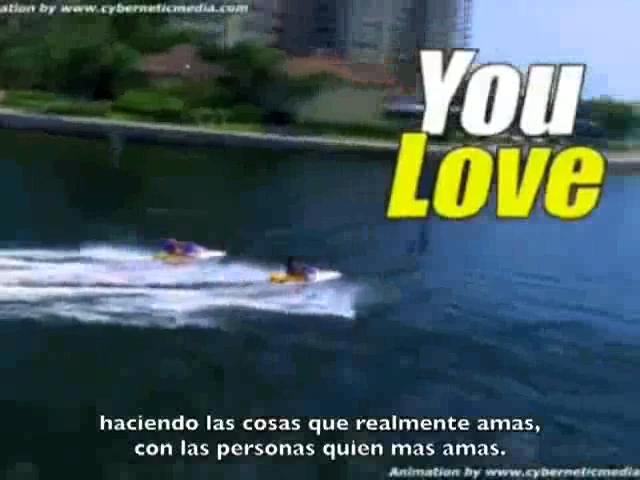 nation by www.cyberneticmedia.com
You
Love
haciendo las cosas que realmente amas,
con las personas quien mas amas.
Animation by www.cyberneticmedia